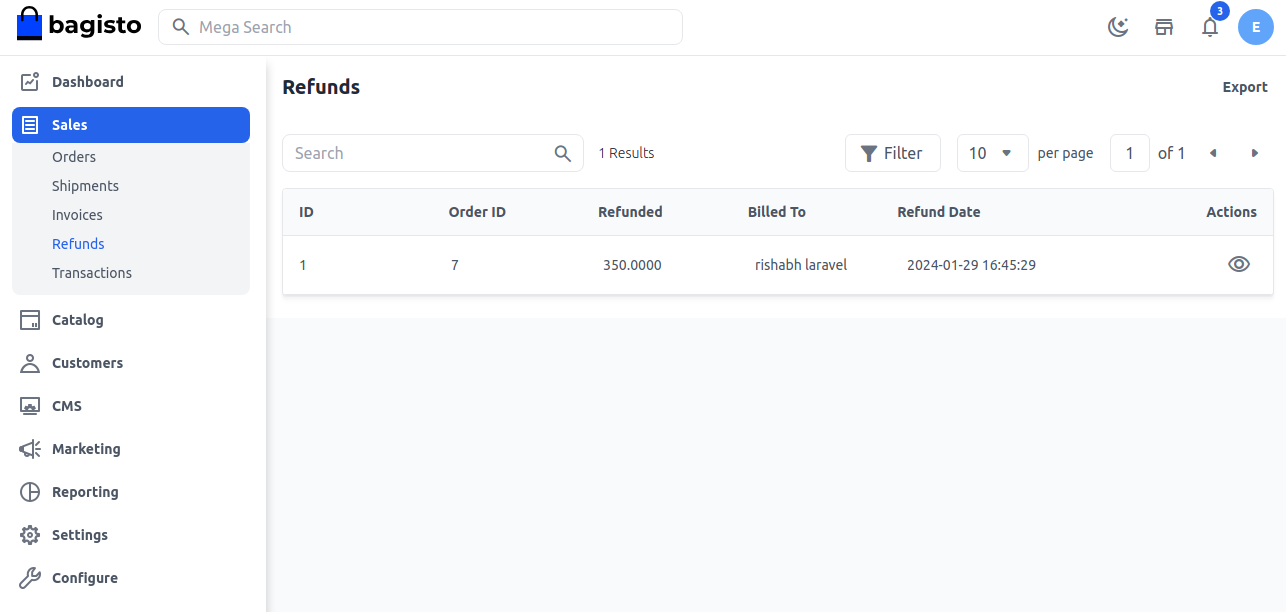 bagisto
Mega Search
3
E
Dashboard
Sales
Orders
Shipments
Invoices
Refunds
Transactions
Catalog
Customers
CMS
Marketing
Reporting
Settings
Configure
Refunds
Export
Search
1 Results
Filter
10
per page
1
of 1
ID Order ID Refunded Billed To Refund Date Actions
1 7 350.0000 rishabh laravel 2024-01-29 16:45:29